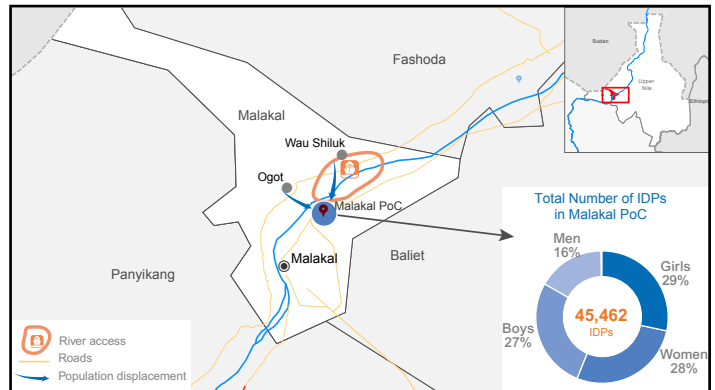 Fashoda
Malakal
Wau Shiluk
Ogot
Malakal PoC
Malakal
Baliet
Panyikang
River access
Roads
Population displacement
Sudan
Upper
Nile
Ethiopia
Total Number of IDPs
in Malakal PoC
Men
16%
Girls
29%
45,462
IDPs
Boys
27%
Women
28%